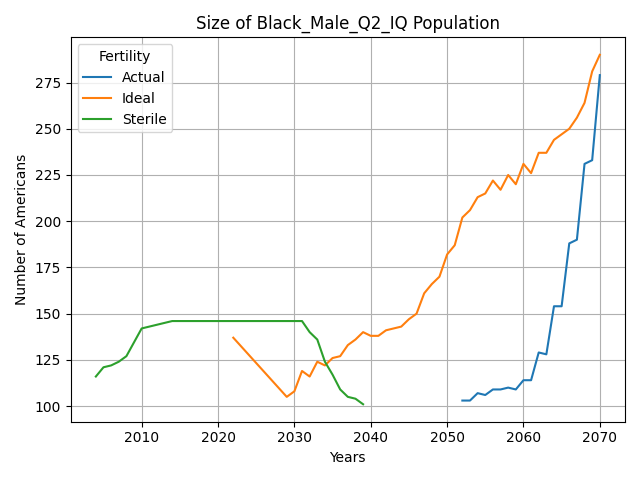 Size of Black_Male_Q2_IQ Population
Fertility
Actual
Ideal
Sterile
Number of Americans
275
250
225
200
175
150
125
100
2010 2020 2030 2040 2050 2060 2070
Years